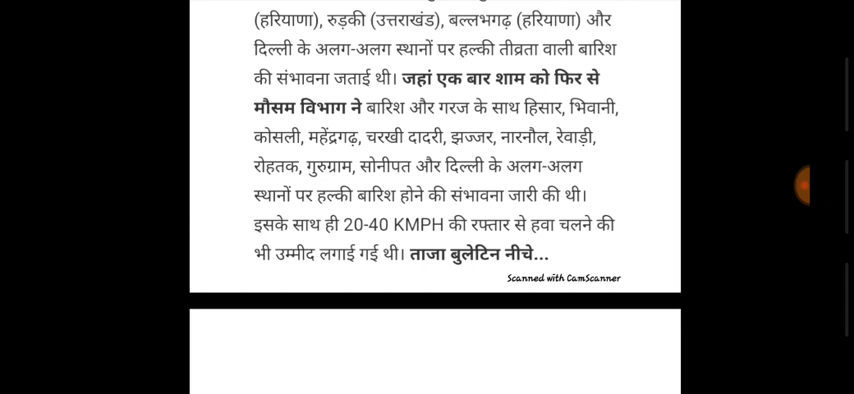 (हरियाणा), रुड़की (उत्तराखंड), बल्लभगढ़ (हरियाणा) और
दिल्ली के अलग-अलग स्थानों पर हल्की तीव्रता वाली बारिश
की संभावना जताई थी। जहां एक बार शाम को फिर से
मौसम विभाग ने बारिश और गरज के साथ हिसार, भिवानी,
कोसली, महेंद्रगढ़, चरखी दादरी, झज्जर, नारनौल, रेवाड़ी,
रोहतक, गुरुग्राम, सोनीपत और दिल्ली के अलग-अलग
स्थानों पर हल्की बारिश होने की संभावना जारी की थी।
इसके साथ ही 20-40 KMPH की रफ्तार से हवा चलने की
भी उम्मीद लगाई गई थी। ताजा बुलेटिन नीचे...
Scanned with CamScanner